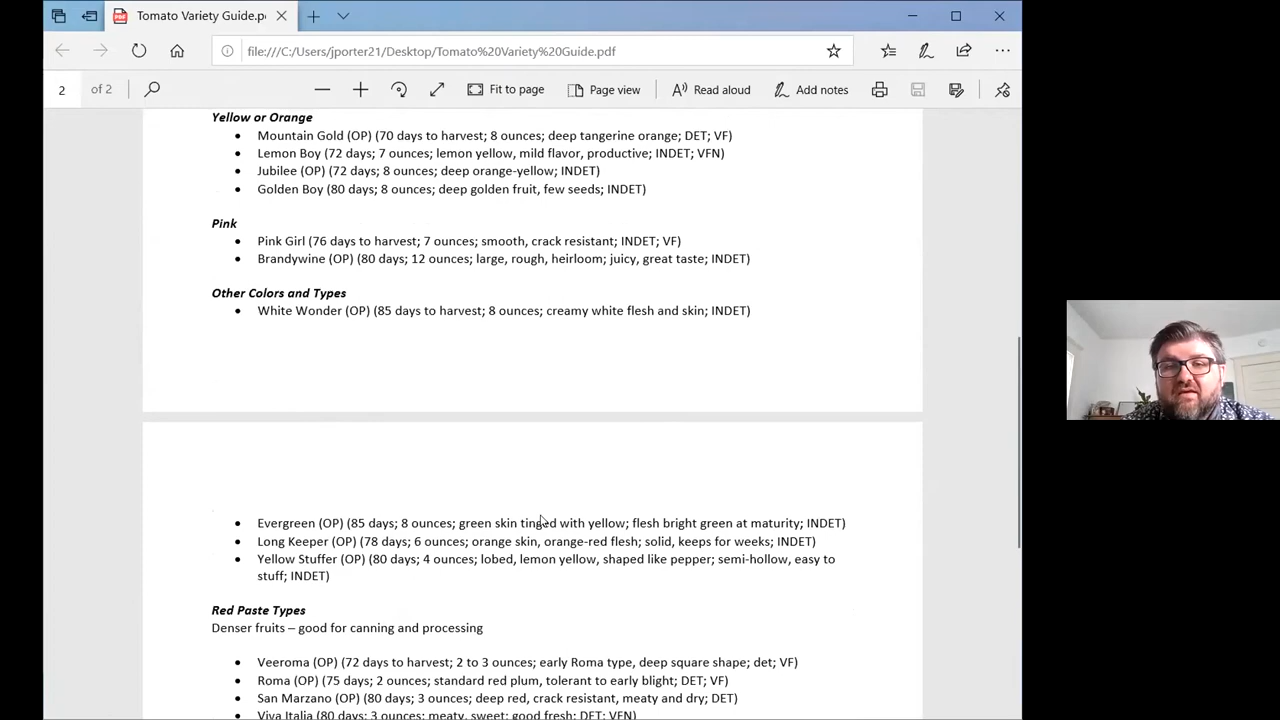 Tomato Variety Guide.p
file:///C:/Users/jporter21/Desktop/Tomato%20Variety%20Guide.pdf
2 of 2
Fit to page
Page view
Read aloud
Add notes
Yellow or Orange
• Mountain Gold (OP) (70 days to harvest; 8 ounces; deep tangerine orange; DET; VF)
• Lemon Boy (72 days; 7 ounces; lemon yellow, mild flavor, productive; INDET; VFN)
• Jubilee (OP) (72 days; 8 ounces; deep orange-yellow; INDET)
• Golden Boy (80 days; 8 ounces; deep golden fruit, few seeds; INDET)
Pink
• Pink Girl (76 days to harvest; 7 ounces; smooth, crack resistant; INDET; VF)
• Brandywine (OP) (80 days; 12 ounces; large, rough, heirloom; juicy, great taste; INDET)
Other Colors and Types
• White Wonder (OP) (85 days to harvest; 8 ounces; creamy white flesh and skin; INDET)
• Evergreen (OP) (85 days; 8 ounces; green skin tinged with yellow; flesh bright green at maturity; INDET)
• Long Keeper (OP) (78 days; 6 ounces; orange skin, orange-red flesh; solid, keeps for weeks; INDET)
• Yellow Stuffer (OP) (80 days; 4 ounces; lobed, lemon yellow, shaped like pepper; semi-hollow, easy to
stuff; INDET)
Red Paste Types
Denser fruits – good for canning and processing
• Veeroma (OP) (72 days to harvest; 2 to 3 ounces; early Roma type, deep square shape; det; VF)
• Roma (OP) (75 days; 2 ounces; standard red plum, tolerant to early blight; DET; VF)
• San Marzano (OP) (80 days; 3 ounces; deep red, crack resistant, meaty and dry; DET)
• Viva Italia (80 days; 3 ounces; meaty, sweet; good fresh; DET; VFN)